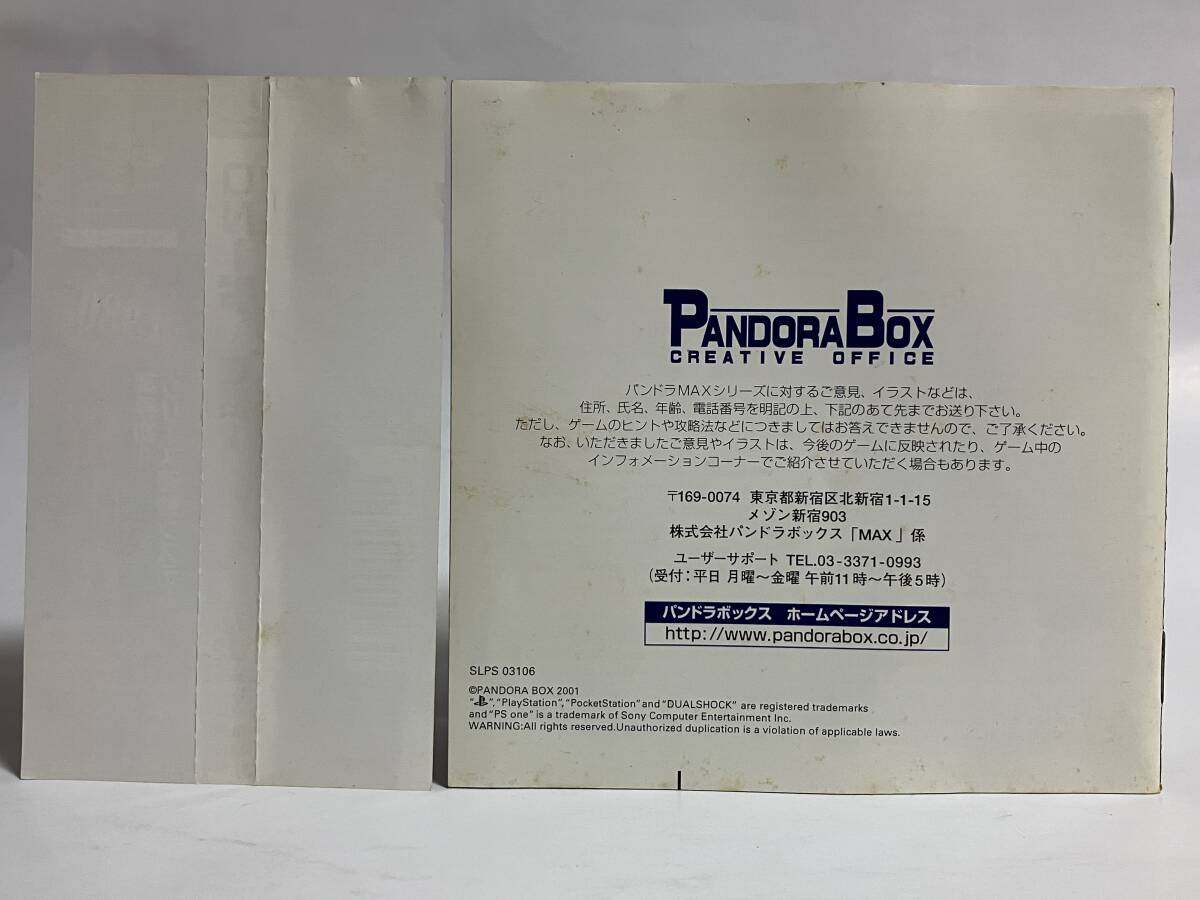 PANDORA BOX
CREATIVE OFFICE
パンドラMAXシリーズに対するご意見、イラストなどは、
住所、氏名、年齢、電話番号を明記の上、下記のあて先までお送り下さい。
ただし、ゲームのヒントや攻略法などにつきましてはお答えできませんので、ご了承ください。
なお、いただきましたご意見やイラストは、今後のゲームに反映されたり、ゲーム中の
インフォメーションコーナーでご紹介させていただく場合もあります。
〒169-0074 東京都新宿区北新宿1-1-15
メゾン新宿903
株式会社パンドラボックス「MAX」係
ユーザーサポート TEL.03-3371-0993
（受付：平日 月曜～金曜 午前11時～午後5時）
パンドラボックス ホームページアドレス
http://www.pandorabox.co.jp/
SLPS 03106
©PANDORA BOX 2001
" ", "PlayStation", "PocketStation" and "DUALSHOCK" are registered trademarks
and "PS one" is a trademark of Sony Computer Entertainment Inc.
WARNING:All rights reserved.Unauthorized duplication is a violation of applicable laws.